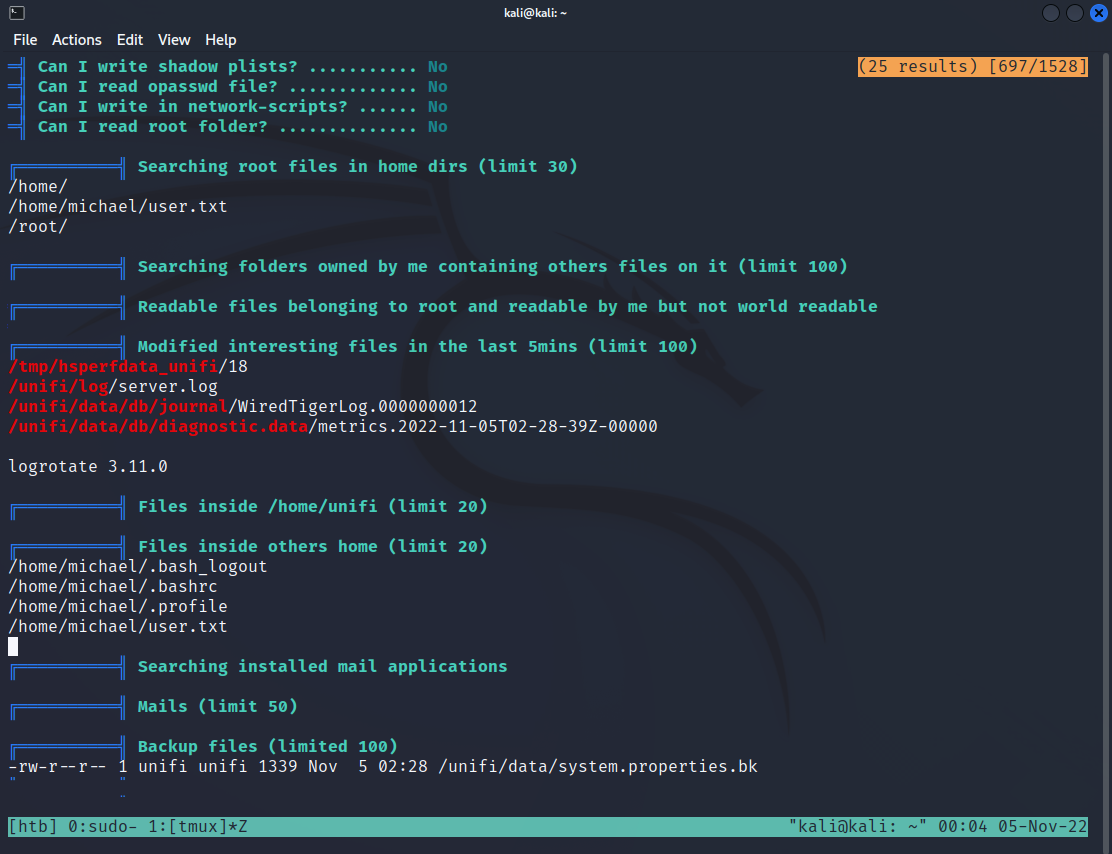 kali@kali: ~
File Actions Edit View Help
Can I write shadow plists? ........... No (25 results) [697/1528]
Can I read opasswd file? ............. No
Can I write in network-scripts? ...... No
Can I read root folder? .............. No
╔══════════╣ Searching root files in home dirs (limit 30)
/home/
/home/michael/user.txt
/root/
╔══════════╣ Searching folders owned by me containing others files on it (limit 100)
╔══════════╣ Readable files belonging to root and readable by me but not world readable
╔══════════╣ Modified interesting files in the last 5mins (limit 100)
/tmp/hsperfdata_unifi/18
/unifi/log/server.log
/unifi/data/db/journal/WiredTigerLog.0000000012
/unifi/data/db/diagnostic.data/metrics.2022-11-05T02-28-39Z-00000
logrotate 3.11.0
╔══════════╣ Files inside /home/unifi (limit 20)
╔══════════╣ Files inside others home (limit 20)
/home/michael/.bash_logout
/home/michael/.bashrc
/home/michael/.profile
/home/michael/user.txt
╔══════════╣ Searching installed mail applications
╔══════════╣ Mails (limit 50)
╔══════════╣ Backup files (limited 100)
-rw-r--r-- 1 unifi unifi 1339 Nov  5 02:28 /unifi/data/system.properties.bk
[htb] 0:sudo- 1:[tmux]*Z "kali@kali: ~" 00:04 05-Nov-22